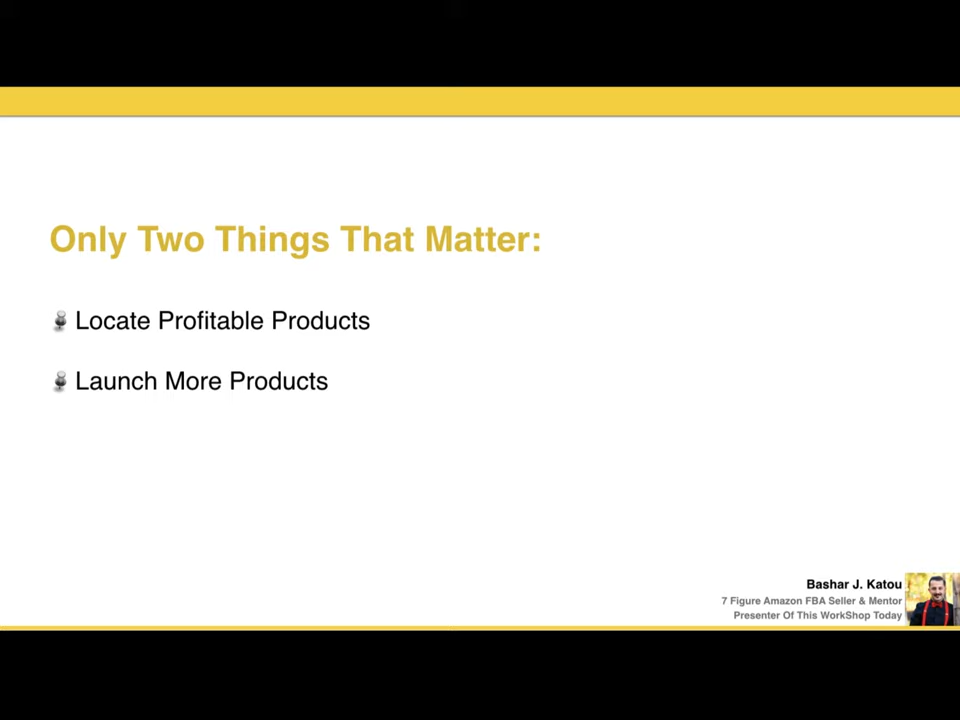 Only Two Things That Matter:
Locate Profitable Products
Launch More Products
Bashar J. Katou
7 Figure Amazon FBA Seller & Mentor
Presenter Of This WorkShop Today